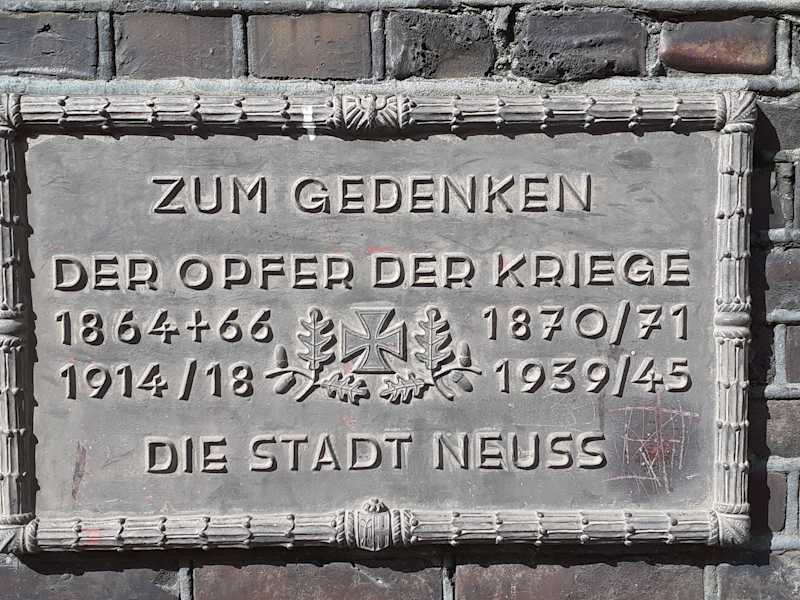 ZUM GEDENKEN
DER OPFER DER KRIEGE
1864+66 1870/71
1914/18 1939/45
DIE STADT NEUSS